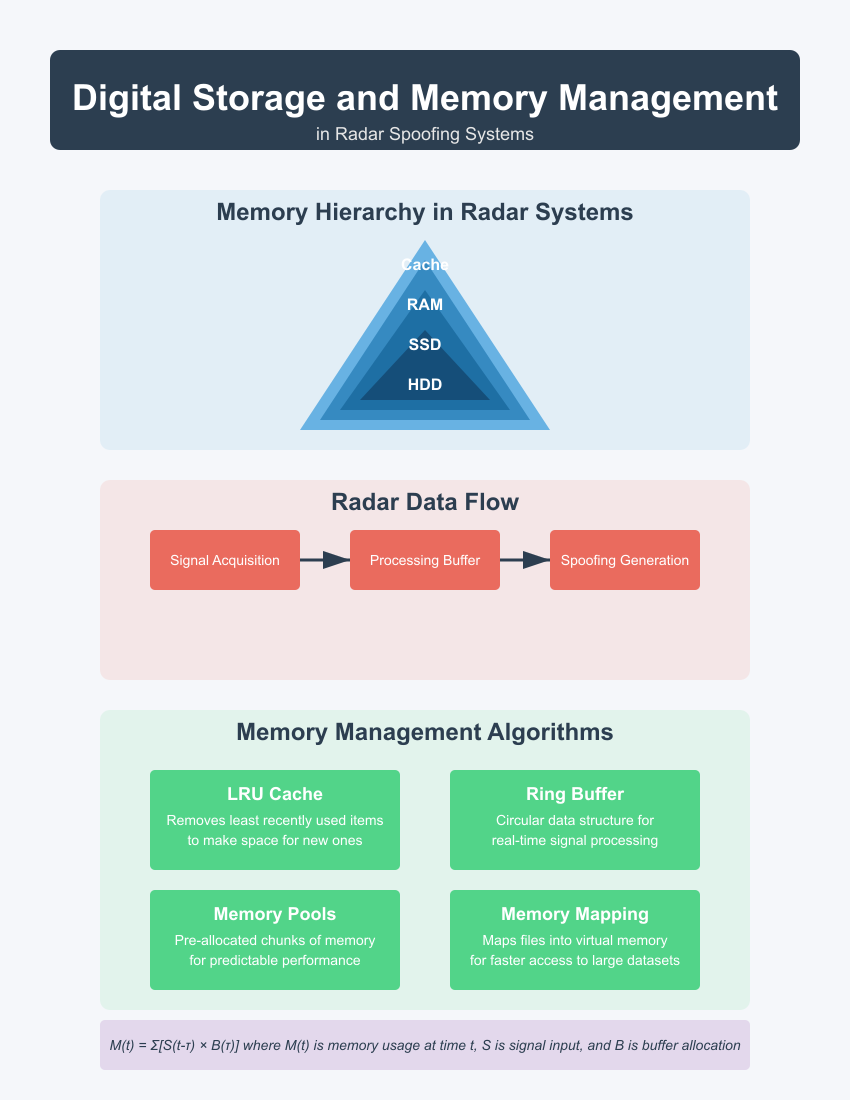 Digital Storage and Memory Management
in Radar Spoofing Systems
Memory Hierarchy in Radar Systems
Cache
RAM
SSD
HDD
Radar Data Flow
Signal Acquisition
Processing Buffer
Spoofing Generation
Memory Management Algorithms
LRU Cache
Removes least recently used items
to make space for new ones
Ring Buffer
Circular data structure for
real-time signal processing
Memory Pools
Pre-allocated chunks of memory
for predictable performance
Memory Mapping
Maps files into virtual memory
for faster access to large datasets
M(t) = Σ[S(t-τ) × B(τ)] where M(t) is memory usage at time t, S is signal input, and B is buffer allocation